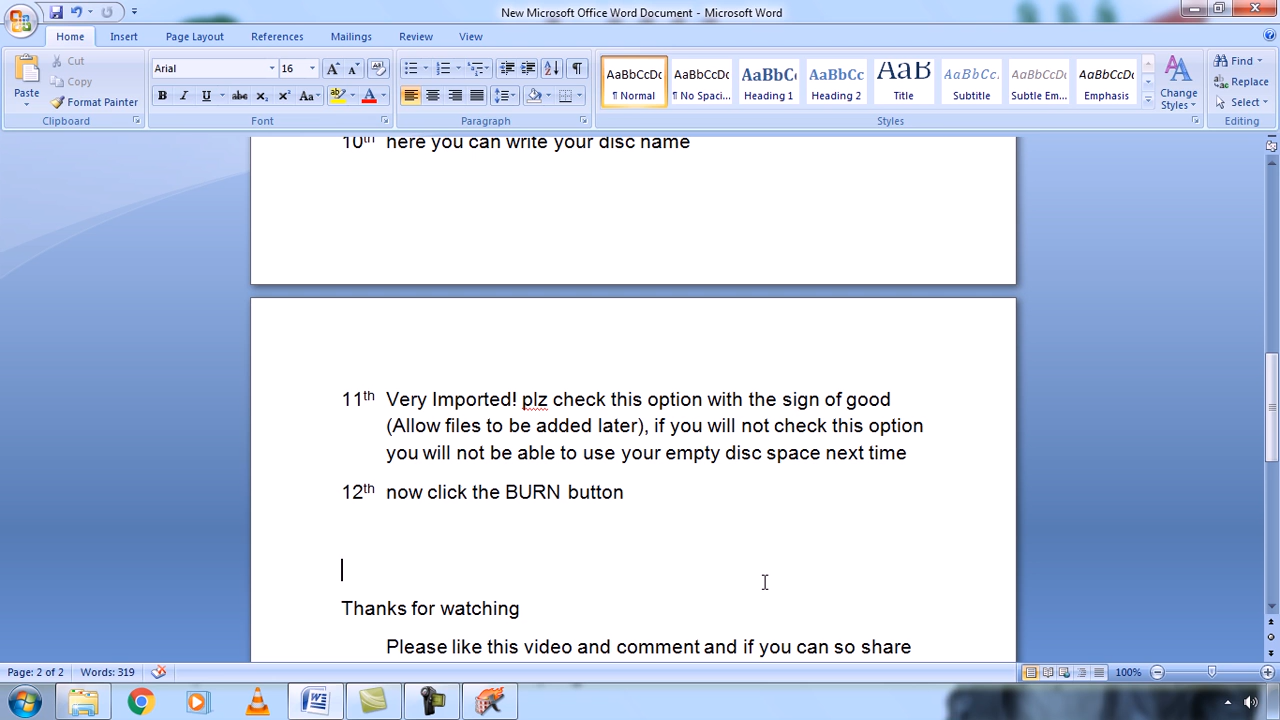 New Microsoft Office Word Document - Microsoft Word
Home Insert Page Layout References Mailings Review View
Paste
Cut
Copy
Format Painter
Clipboard
Arial 16
Font
Paragraph
AaBbCcDc AaBbCcDc AaBbC AaBbCc AaB AaBbCc. AaBbCcDc AaBbCcDc
¶ Normal ¶ No Spaci... Heading 1 Heading 2 Title Subtitle Subtle Em... Emphasis
Styles
Change
Styles
Find
Replace
Select
Editing
10th here you can write your disc name
11th Very Imported! plz check this option with the sign of good
(Allow files to be added later), if you will not check this option
you will not be able to use your empty disc space next time
12th now click the BURN button
Thanks for watching
Please like this video and comment and if you can so share
Page: 2 of 2 Words: 319 100%